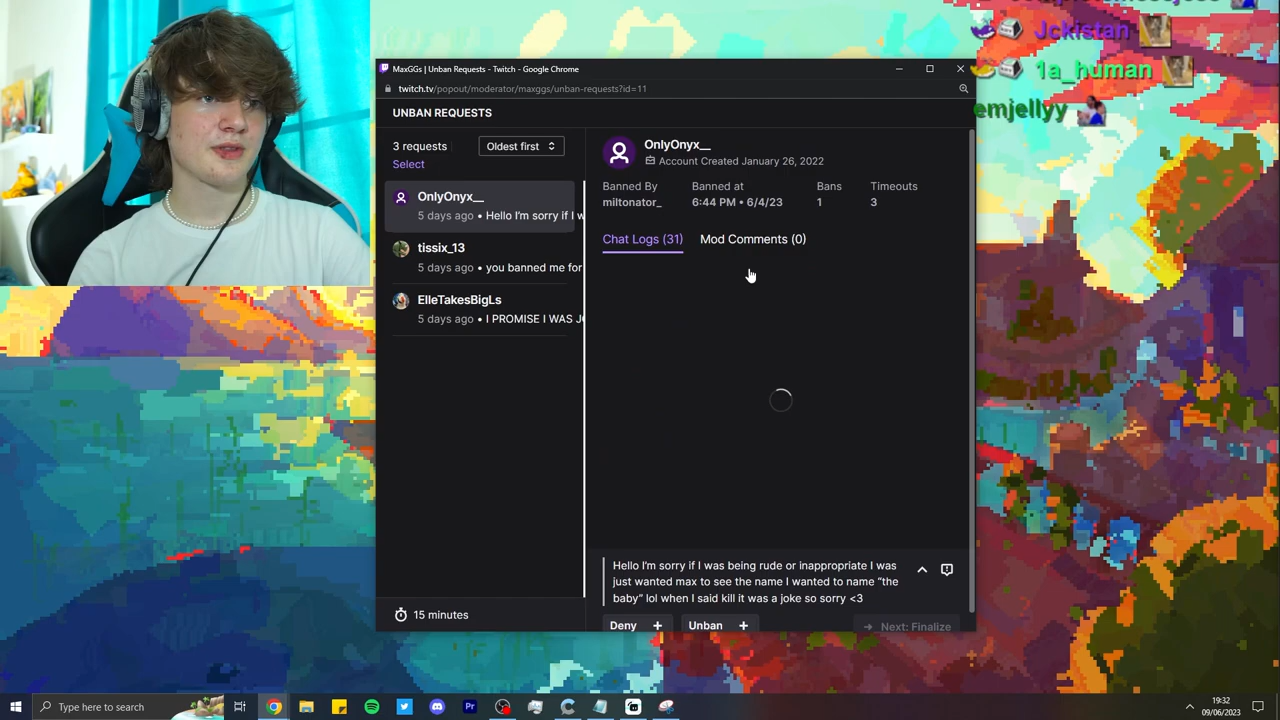 MaxGGs | Unban Requests - Twitch - Google Chrome
twitch.tv/popout/moderator/maxggs/unban-requests?id=11
UNBAN REQUESTS
3 requests
Oldest first
Select
OnlyOnyx__
5 days ago • Hello I'm sorry if I w
tissix_13
5 days ago • you banned me for
ElleTakesBigLs
5 days ago • I PROMISE I WAS J
15 minutes
OnlyOnyx__
Account Created January 26, 2022
Banned By
miltonator_
Banned at
6:44 PM • 6/4/23
Bans
1
Timeouts
3
Chat Logs (31)
Mod Comments (0)
Hello I'm sorry if I was being rude or inappropriate I was
just wanted max to see the name I wanted to name "the
baby" lol when I said kill it was a joke so sorry <3
Deny +
Unban +
Next: Finalize
Jckistan
1a_human
emjellyy
Type here to search
19:32
09/06/2023